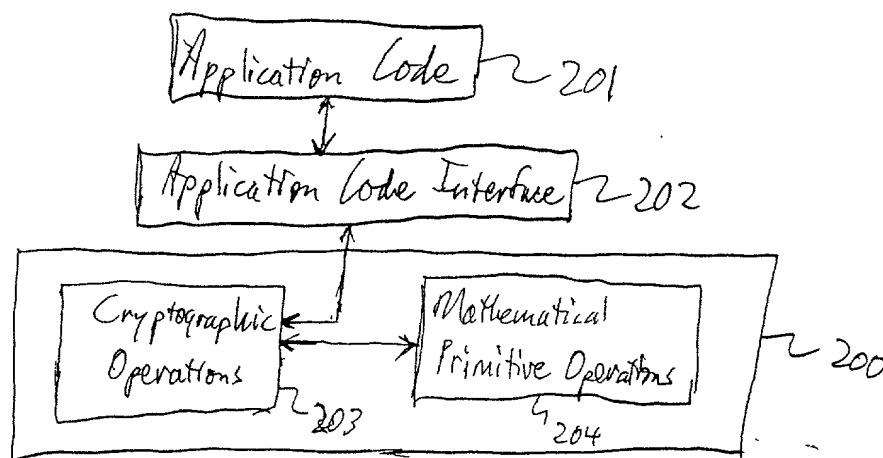 Application Code 201
Application Code Interface 202
Cryptographic
Operations
Mathematical
Primitive Operations
200
203
204